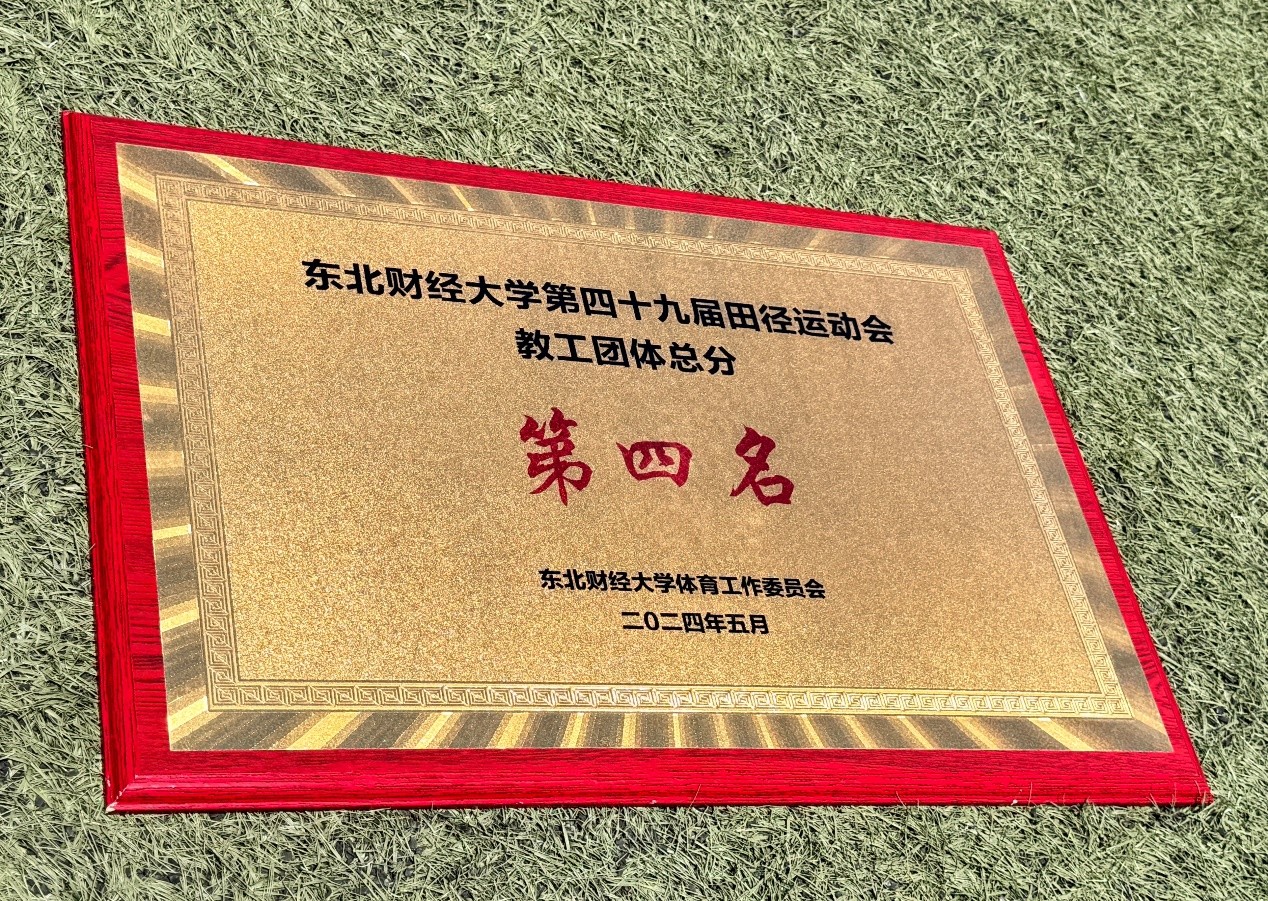 东北财经大学第四十九届田径运动会
教工团体总分
第四名
东北财经大学体育工作委员会
二〇二四年五月